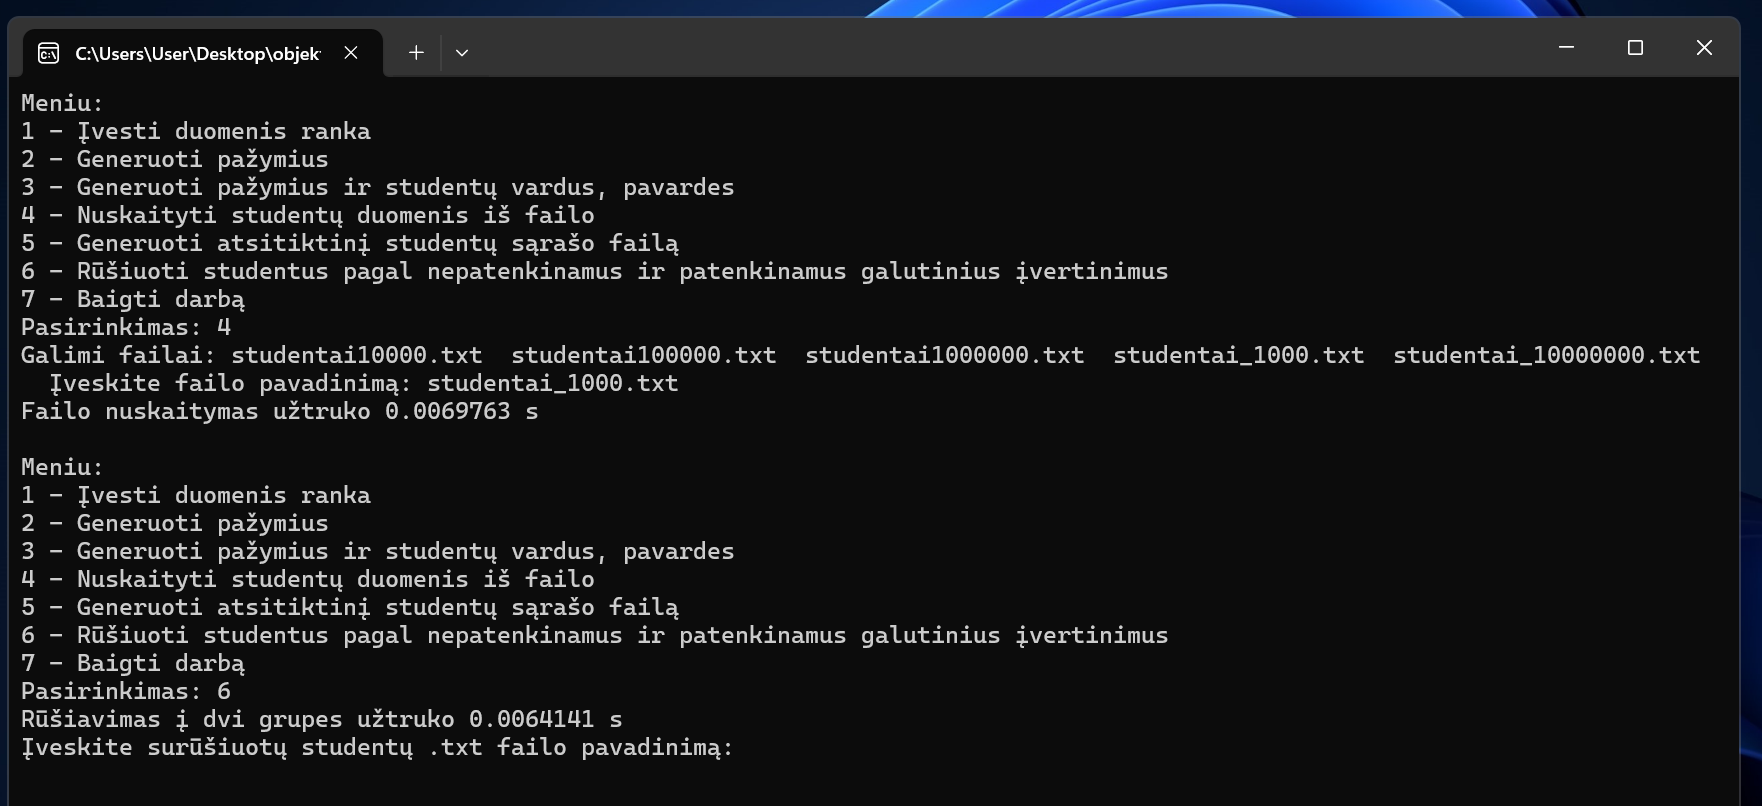 C:\Users\User\Desktop\objek
Meniu:
1 - Įvesti duomenis ranka
2 - Generuoti pažymius
3 - Generuoti pažymius ir studentų vardus, pavardes
4 - Nuskaityti studentų duomenis iš failo
5 - Generuoti atsitiktinį studentų sąrašo failą
6 - Rūšiuoti studentus pagal nepatenkinamus ir patenkinamus galutinius įvertinimus
7 - Baigti darbą
Pasirinkimas: 4
Galimi failai: studentai10000.txt  studentai100000.txt  studentai1000000.txt  studentai_1000.txt  studentai_10000000.txt
Įveskite failo pavadinimą: studentai_1000.txt
Failo nuskaitymas užtruko 0.0069763 s
Meniu:
1 - Įvesti duomenis ranka
2 - Generuoti pažymius
3 - Generuoti pažymius ir studentų vardus, pavardes
4 - Nuskaityti studentų duomenis iš failo
5 - Generuoti atsitiktinį studentų sąrašo failą
6 - Rūšiuoti studentus pagal nepatenkinamus ir patenkinamus galutinius įvertinimus
7 - Baigti darbą
Pasirinkimas: 6
Rūšiavimas į dvi grupes užtruko 0.0064141 s
Įveskite surūšiuotų studentų .txt failo pavadinimą: